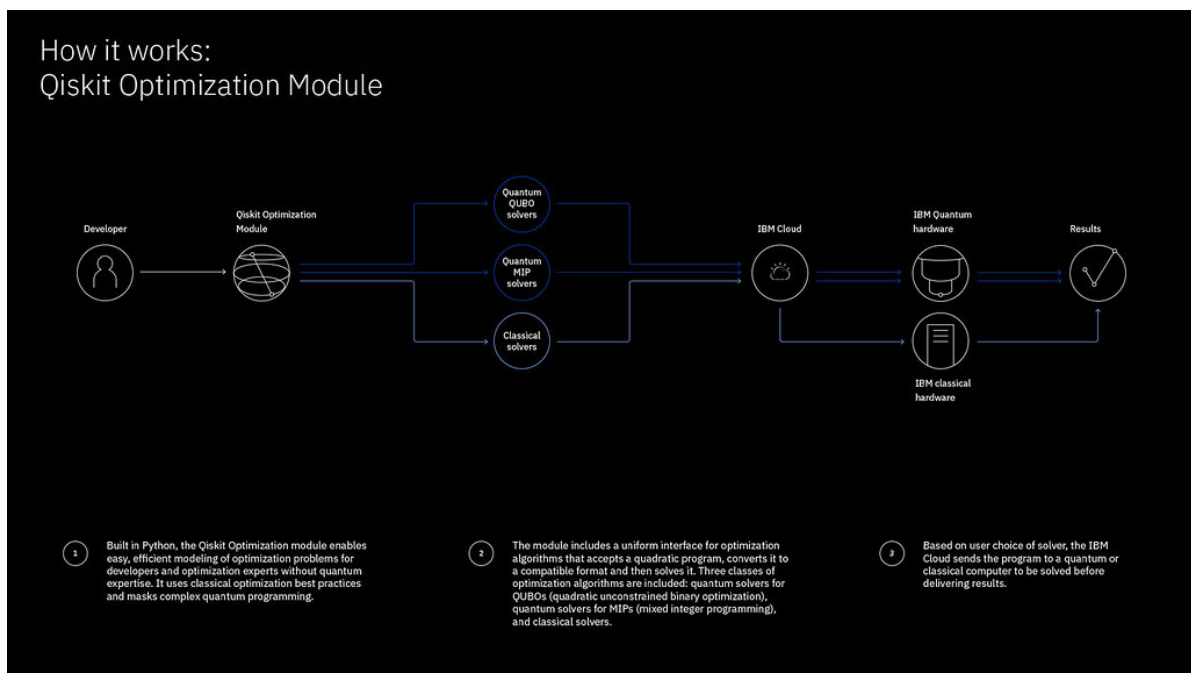 How it works:
Qiskit Optimization Module
Developer
Qiskit Optimization
Module
Quantum
QUBO
solvers
Quantum
MIP
solvers
Classical
solvers
IBM Cloud
IBM Quantum
hardware
IBM classical
hardware
Results
1
Built in Python, the Qiskit Optimization module enables
easy, efficient modeling of optimization problems for
developers and optimization experts without quantum
expertise. It uses classical optimization best practices
and masks complex quantum programming.
2
The module includes a uniform interface for optimization
algorithms that accepts a quadratic program, converts it to
a compatible format and then solves it. Three classes of
optimization algorithms are included: quantum solvers for
QUBOs (quadratic unconstrained binary optimization),
quantum solvers for MIPs (mixed integer programming),
and classical solvers.
3
Based on user choice of solver, the IBM
Cloud sends the program to a quantum or
classical computer to be solved before
delivering results.